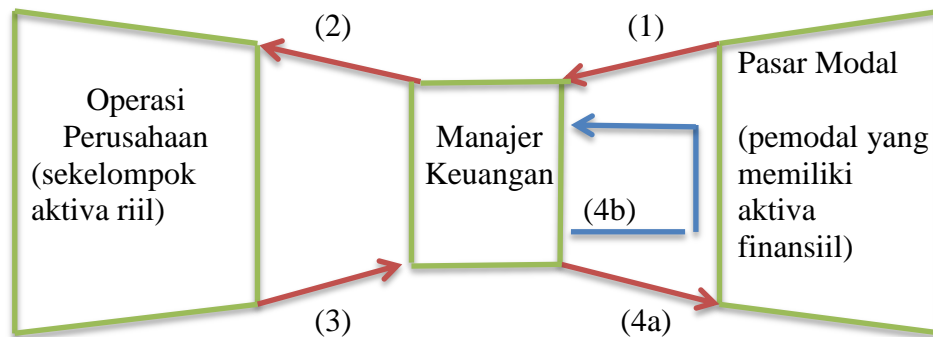 (2)
(1)
Operasi
Perusahaan
(sekelompok
aktiva riil)
Manajer
Keuangan
Pasar Modal
(pemodal yang
memiliki
aktiva
finansiil)
(4b)
(3)
(4a)